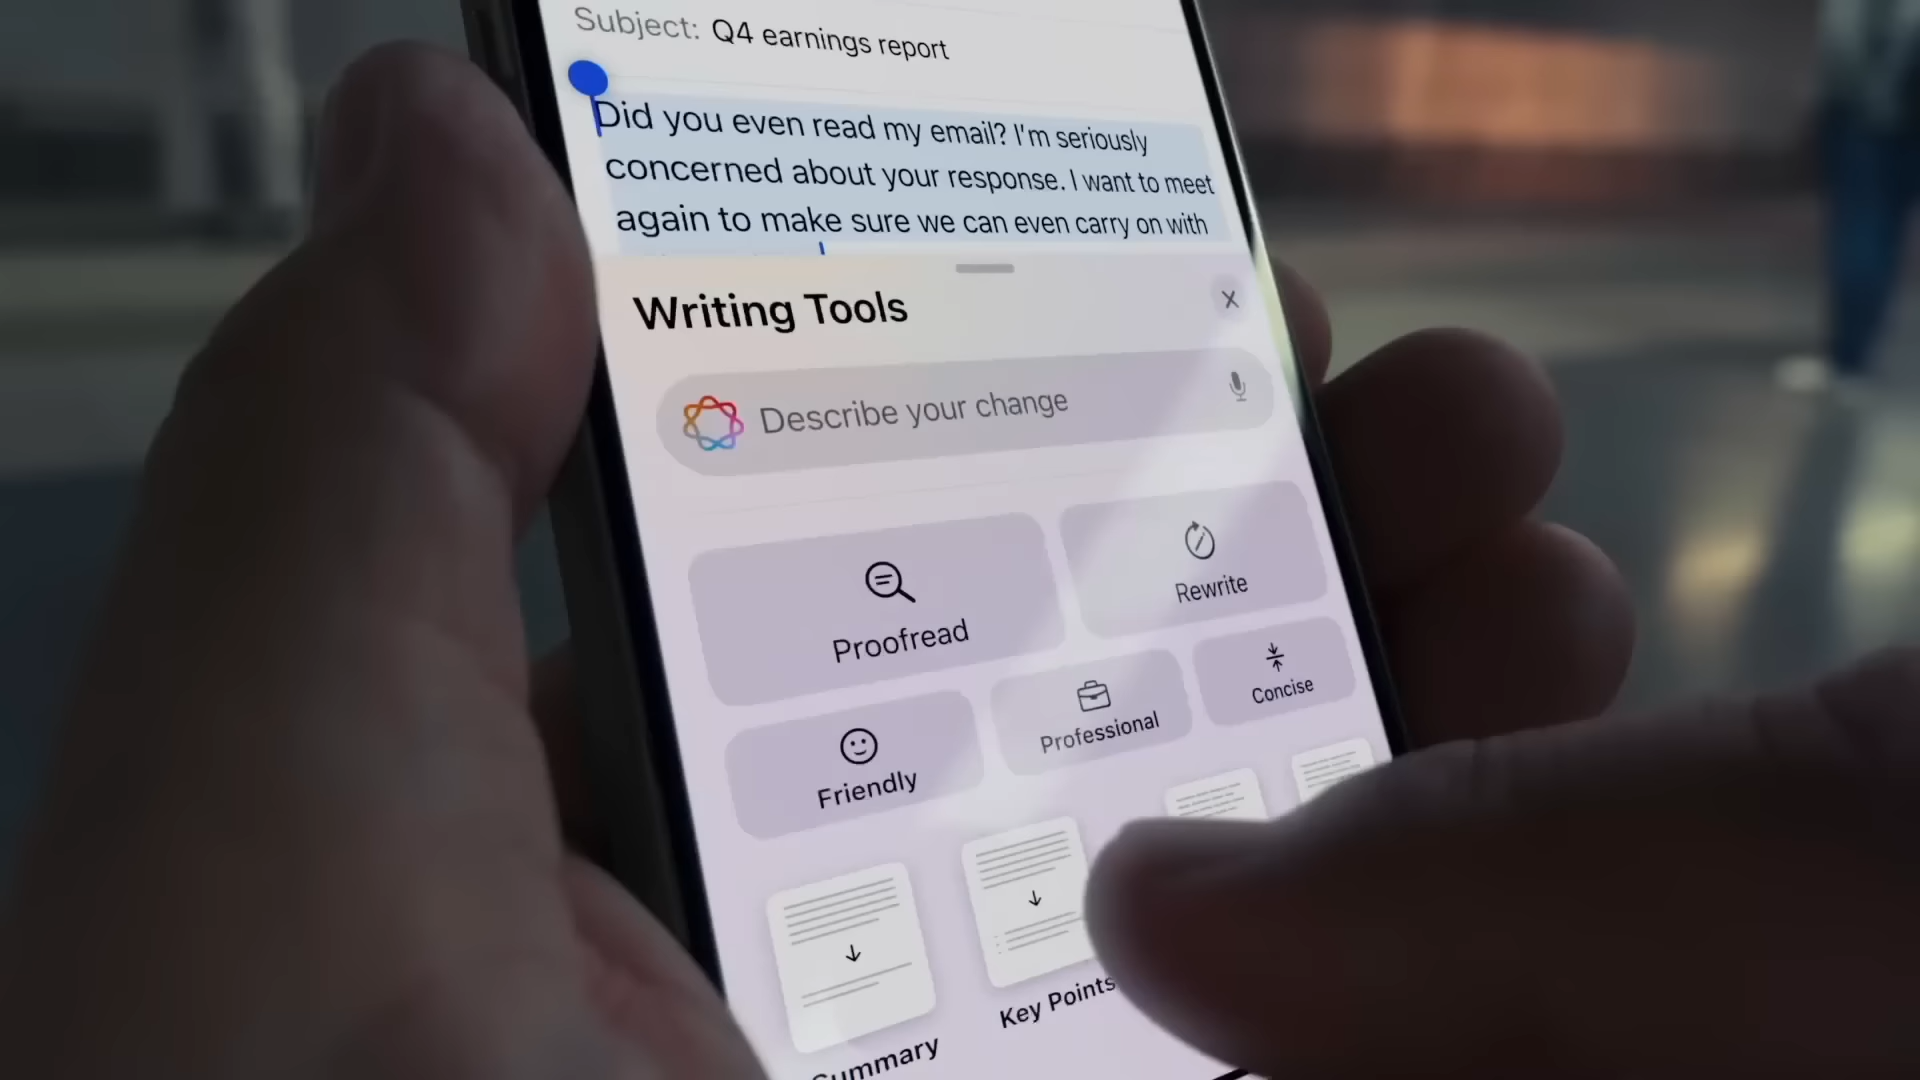 Subject: Q4 earnings report
Did you even read my email? I'm seriously
concerned about your response. I want to meet
again to make sure we can even carry on with
Writing Tools
Describe your change
Proofread
Rewrite
Friendly
Professional
Concise
Summary
Key Points